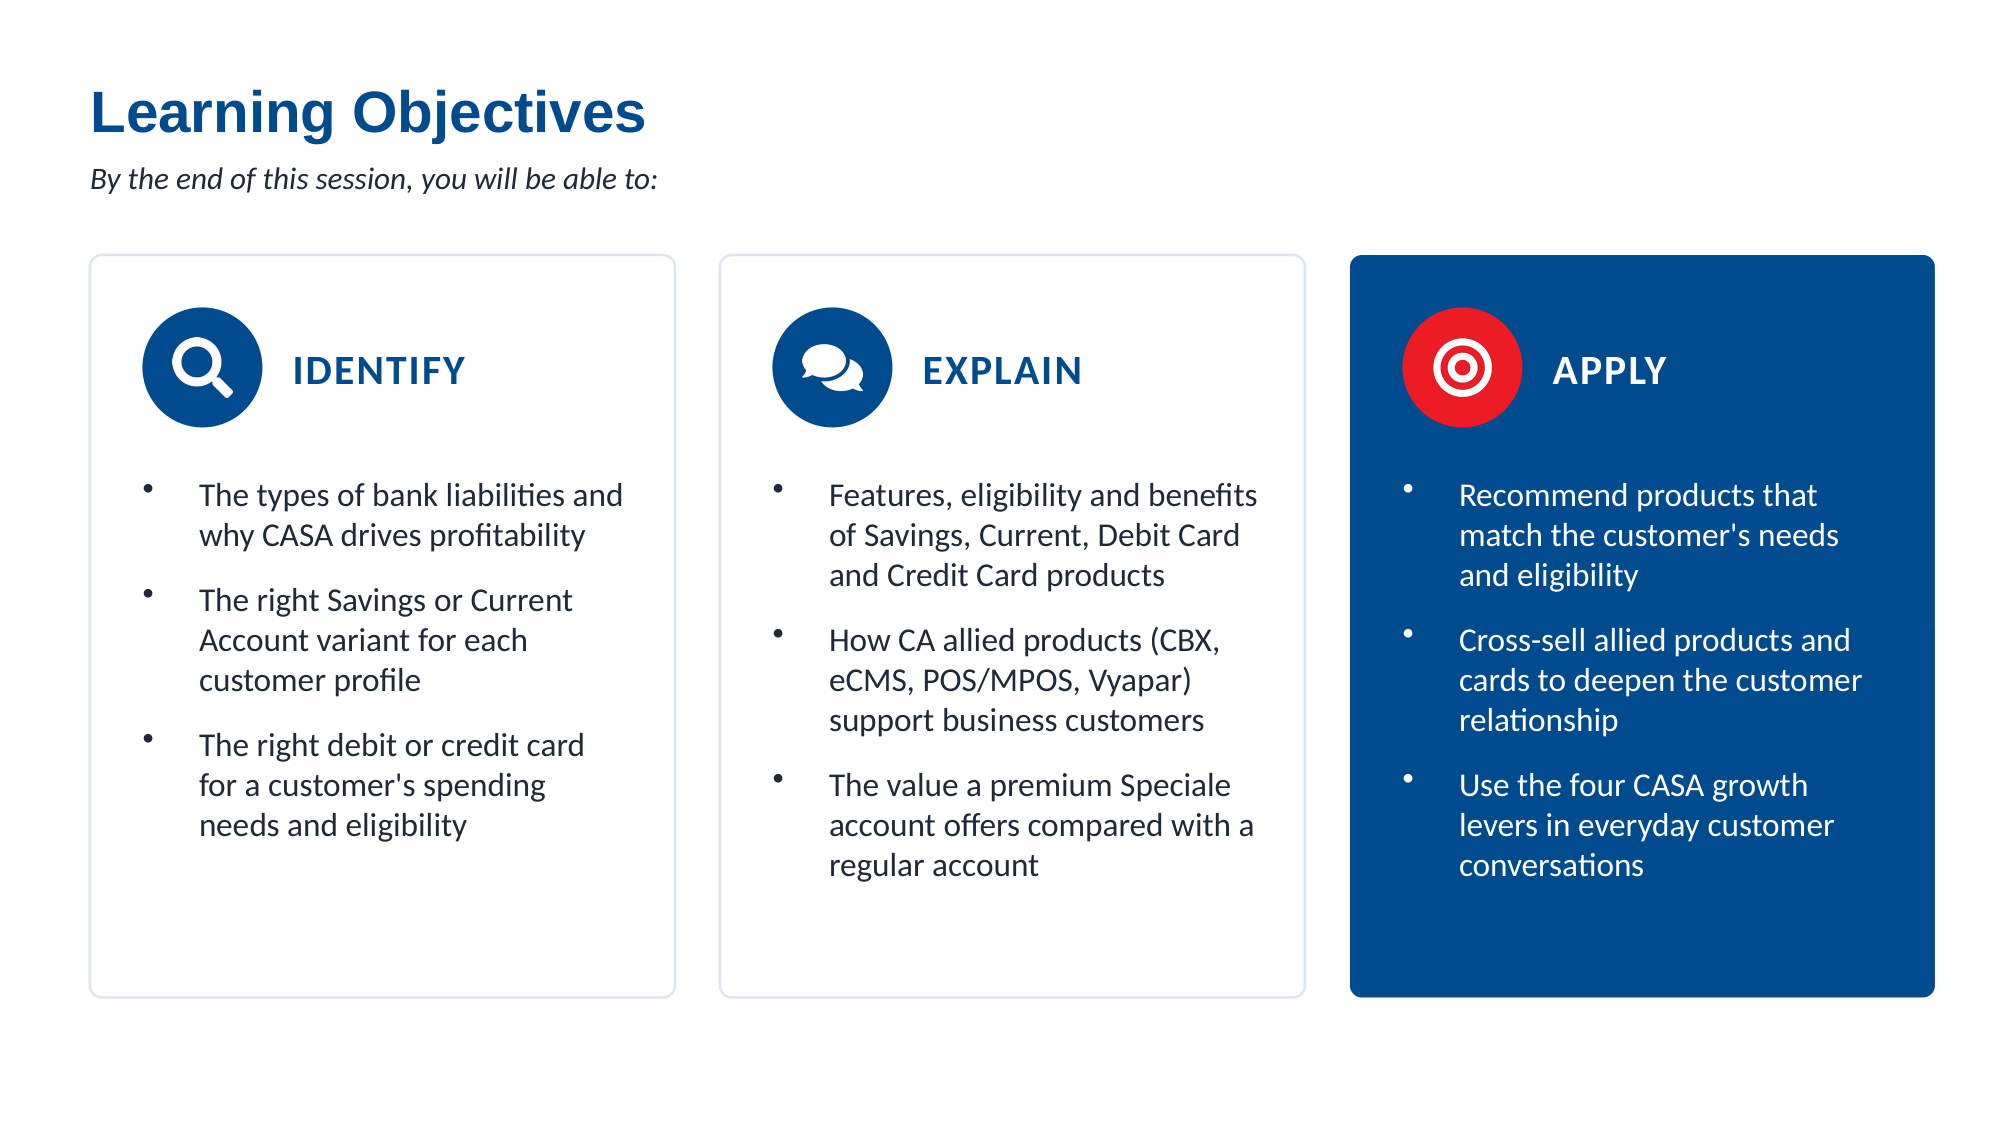 Learning Objectives
By the end of this session, you will be able to:
IDENTIFY
• The types of bank liabilities and
why CASA drives profitability
• The right Savings or Current
Account variant for each
customer profile
• The right debit or credit card
for a customer's spending
needs and eligibility
EXPLAIN
• Features, eligibility and benefits
of Savings, Current, Debit Card
and Credit Card products
• How CA allied products (CBX,
eCMS, POS/MPOS, Vyapar)
support business customers
• The value a premium Speciale
account offers compared with a
regular account
APPLY
• Recommend products that
match the customer's needs
and eligibility
• Cross-sell allied products and
cards to deepen the customer
relationship
• Use the four CASA growth
levers in everyday customer
conversations